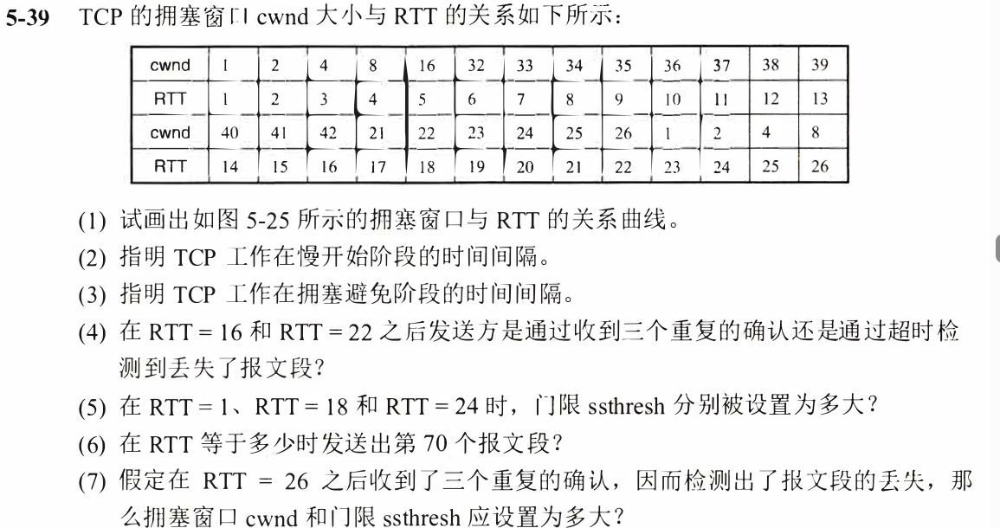 5-39 TCP 的拥塞窗口 cwnd 大小与 RTT 的关系如下所示：
cwnd 1 2 4 8 16 32 33 34 35 36 37 38 39
RTT 1 2 3 4 5 6 7 8 9 10 11 12 13
cwnd 40 41 42 21 22 23 24 25 26 1 2 4 8
RTT 14 15 16 17 18 19 20 21 22 23 24 25 26
(1) 试画出如图 5-25 所示的拥塞窗口与 RTT 的关系曲线。
(2) 指明 TCP 工作在慢开始阶段的时间间隔。
(3) 指明 TCP 工作在拥塞避免阶段的时间间隔。
(4) 在 RTT = 16 和 RTT = 22 之后发送方是通过收到三个重复的确认还是通过超时检
测到丢失了报文段？
(5) 在 RTT = 1、RTT = 18 和 RTT = 24 时，门限 ssthresh 分别被设置为多大？
(6) 在 RTT 等于多少时发送出第 70 个报文段？
(7) 假定在 RTT = 26 之后收到了三个重复的确认，因而检测出了报文段的丢失，那
么拥塞窗口 cwnd 和门限 ssthresh 应设置为多大？